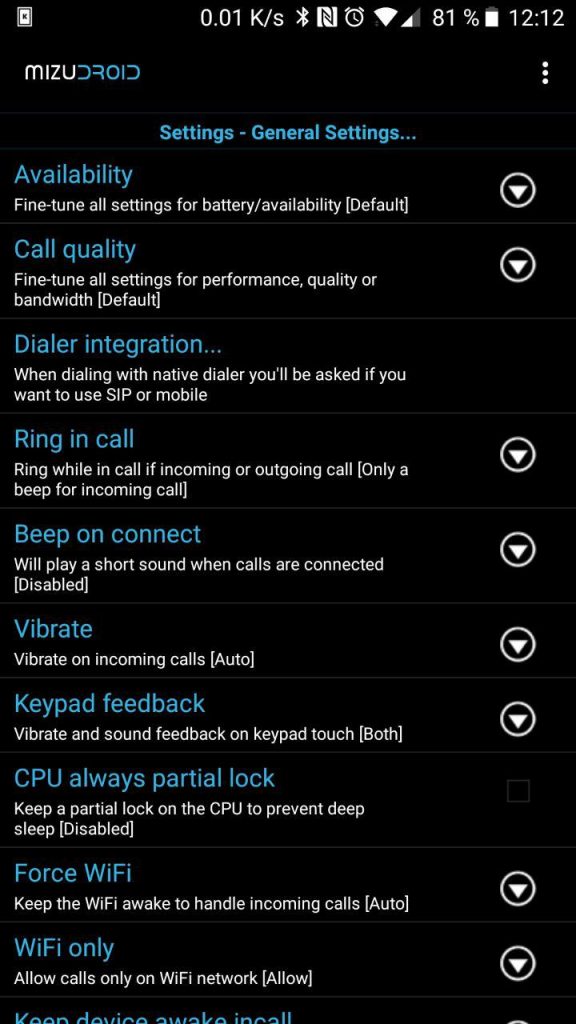 0.01 K/s 81 % 12:12
MIZUDROID
Settings - General Settings...
Availability
Fine-tune all settings for battery/availability [Default]
Call quality
Fine-tune all settings for performance, quality or
bandwidth [Default]
Dialer integration...
When dialing with native dialer you'll be asked if you
want to use SIP or mobile
Ring in call
Ring while in call if incoming or outgoing call [Only a
beep for incoming call]
Beep on connect
Will play a short sound when calls are connected
[Disabled]
Vibrate
Vibrate on incoming calls [Auto]
Keypad feedback
Vibrate and sound feedback on keypad touch [Both]
CPU always partial lock
Keep a partial lock on the CPU to prevent deep
sleep [Disabled]
Force WiFi
Keep the WiFi awake to handle incoming calls [Auto]
WiFi only
Allow calls only on WiFi network [Allow]
Keep device awake incall